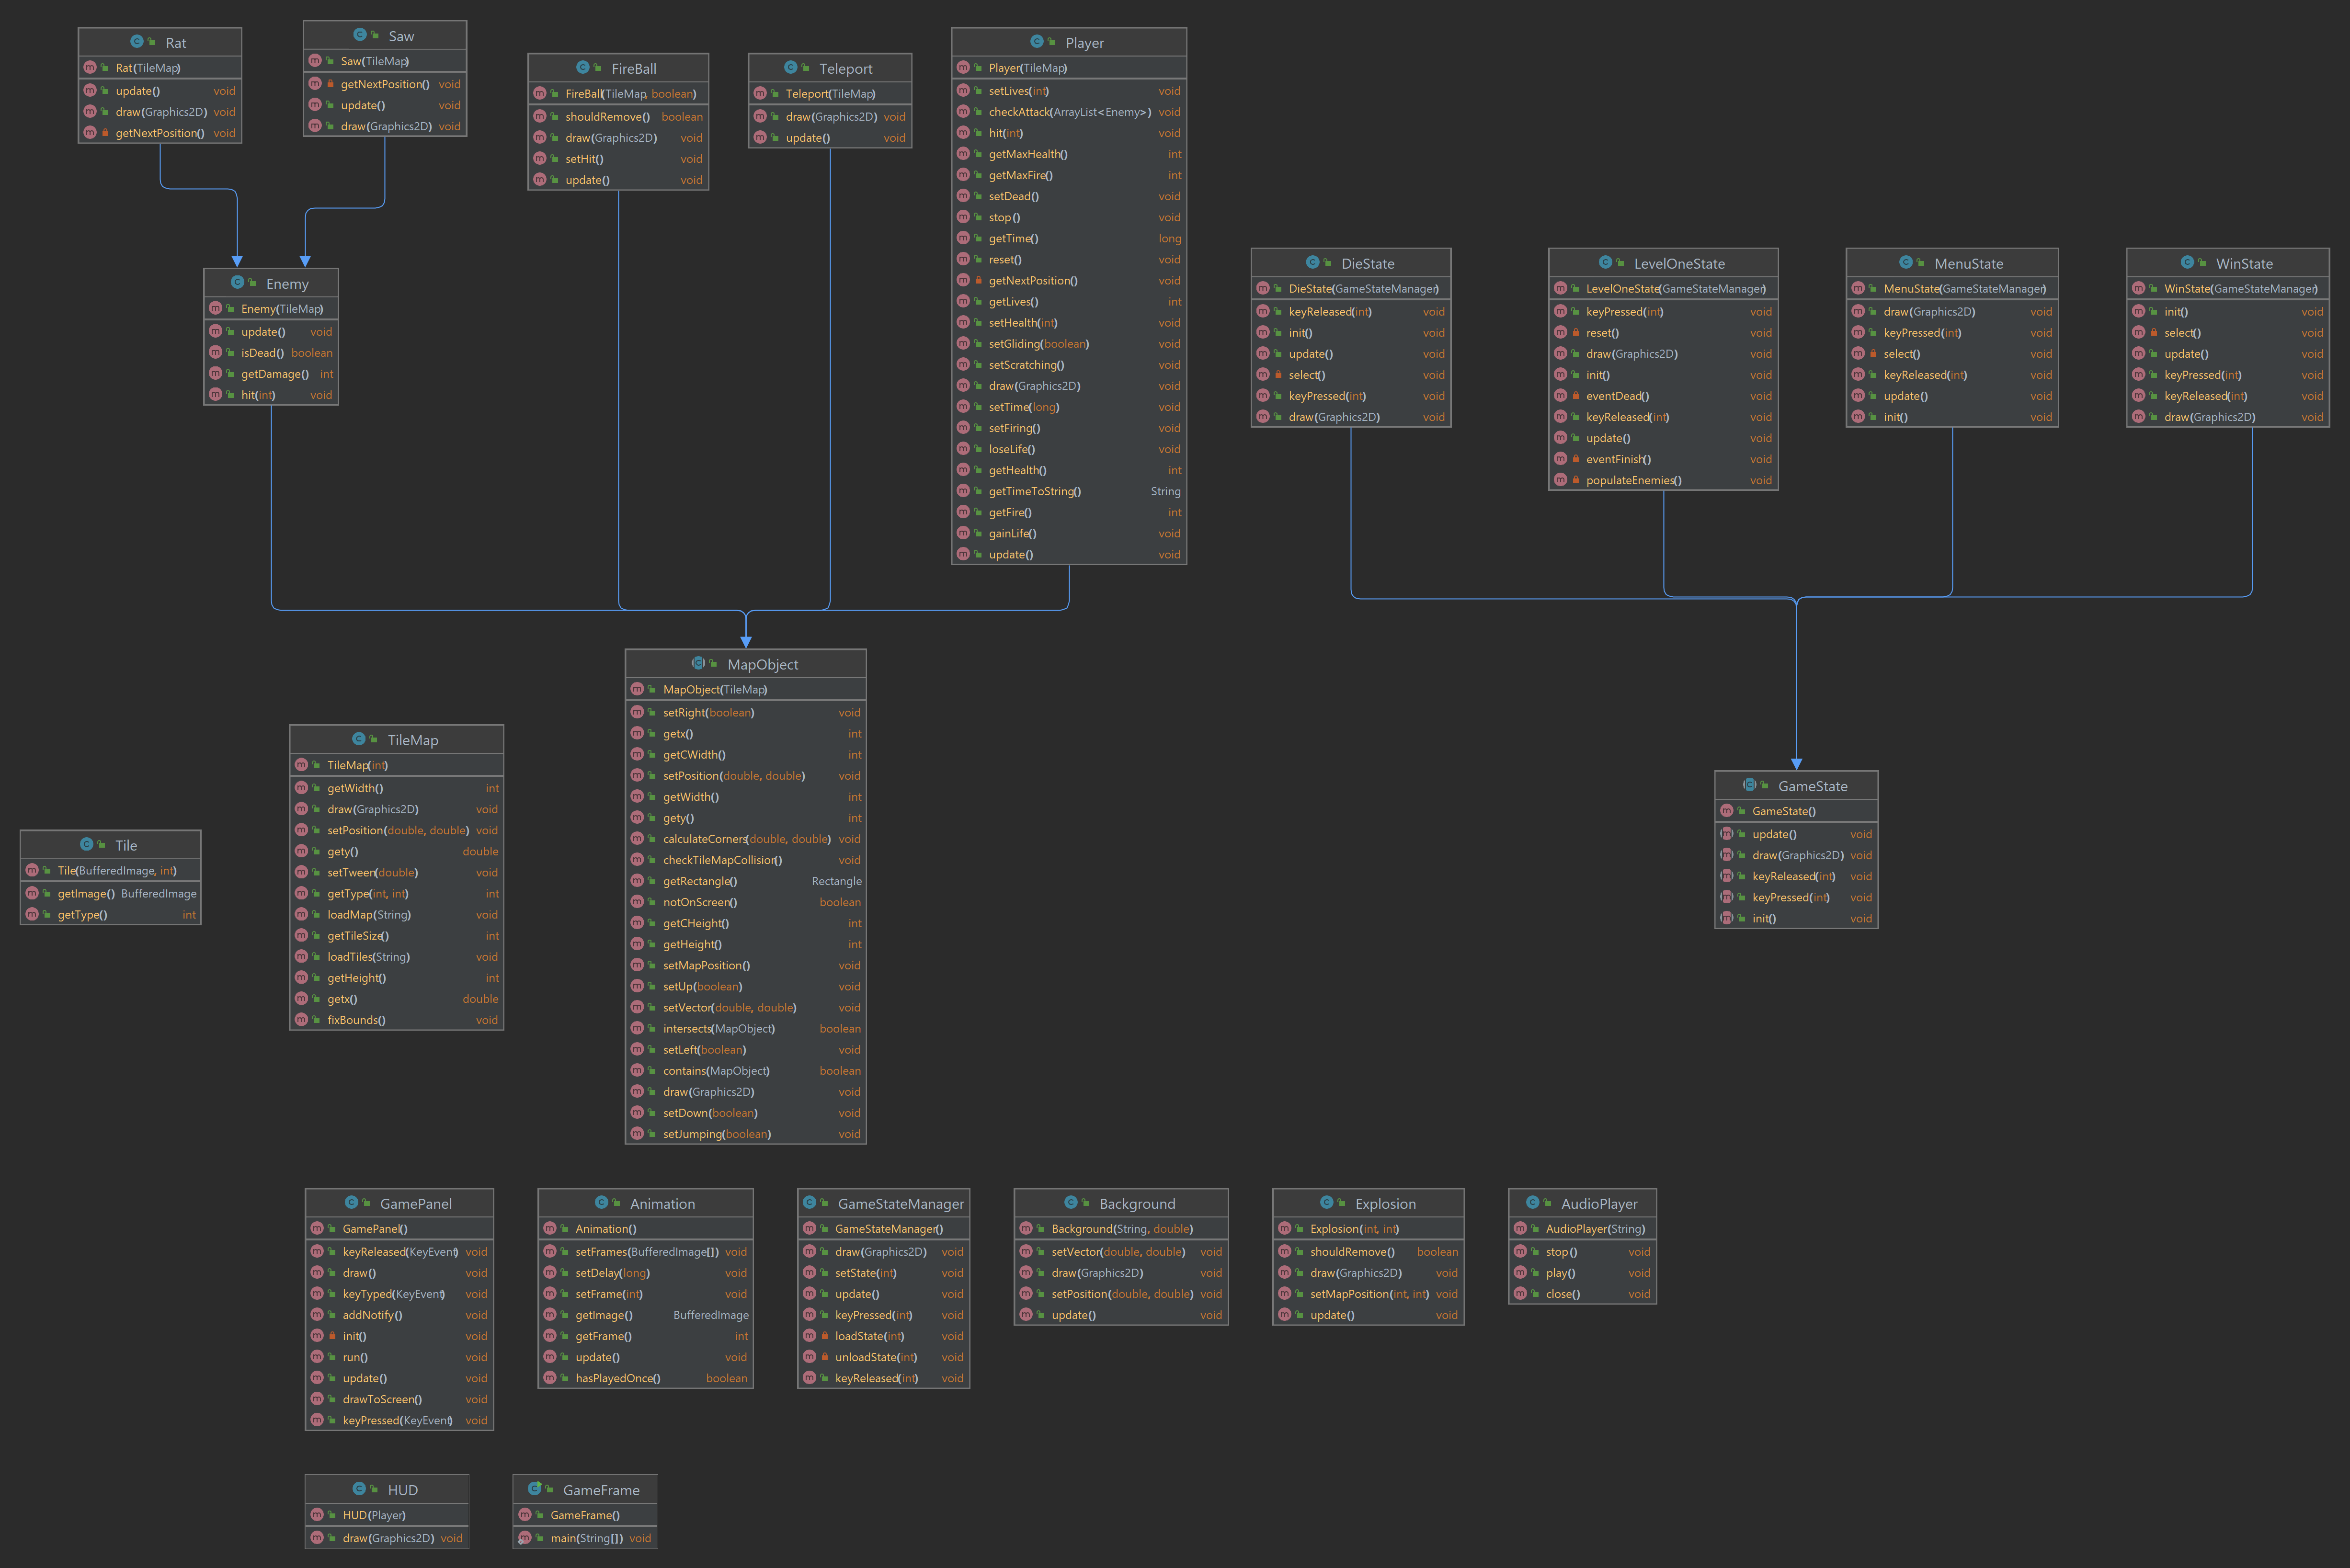 Rat
Rat(TileMap)
update() void
draw(Graphics2D) void
getNextPosition() void
Saw
Saw(TileMap)
getNextPosition() void
update() void
draw(Graphics2D) void
FireBall
FireBall(TileMap, boolean)
shouldRemove() boolean
draw(Graphics2D) void
setHit() void
update() void
Teleport
Teleport(TileMap)
draw(Graphics2D) void
update() void
Player
Player(TileMap)
setLives(int) void
checkAttack(ArrayList<Enemy>) void
hit(int) void
getMaxHealth() int
getMaxFire() int
setDead() void
stop() void
getTime() long
reset() void
getNextPosition() void
getLives() int
setHealth(int) void
setGliding(boolean) void
setScratching() void
draw(Graphics2D) void
setTime(long) void
setFiring() void
loseLife() void
getHealth() int
getTimeToString() String
getFire() int
gainLife() void
update() void
Enemy
Enemy(TileMap)
update() void
isDead() boolean
getDamage() int
hit(int) void
DieState
DieState(GameStateManager)
keyReleased(int) void
init() void
update() void
select() void
keyPressed(int) void
draw(Graphics2D) void
LevelOneState
LevelOneState(GameStateManager)
keyPressed(int) void
reset() void
draw(Graphics2D) void
init() void
eventDead() void
keyReleased(int) void
update() void
eventFinish() void
populateEnemies() void
MenuState
MenuState(GameStateManager)
draw(Graphics2D) void
keyPressed(int) void
select() void
keyReleased(int) void
update() void
init() void
WinState
WinState(GameStateManager)
init() void
select() void
update() void
keyPressed(int) void
keyReleased(int) void
draw(Graphics2D) void
MapObject
MapObject(TileMap)
setRight(boolean) void
getx() int
getCWidth() int
setPosition(double, double) void
getWidth() int
gety() int
calculateCorners(double, double) void
checkTileMapCollision() void
getRectangle() Rectangle
notOnScreen() boolean
getCHeight() int
getHeight() int
setMapPosition() void
setUp(boolean) void
setVector(double, double) void
intersects(MapObject) boolean
setLeft(boolean) void
contains(MapObject) boolean
draw(Graphics2D) void
setDown(boolean) void
setJumping(boolean) void
TileMap
TileMap(int)
getWidth() int
draw(Graphics2D) void
setPosition(double, double) void
gety() double
setTween(double) void
getType(int, int) int
loadMap(String) void
getTileSize() int
loadTiles(String) void
getHeight() int
getx() double
fixBounds() void
Tile
Tile(BufferedImage, int)
getImage() BufferedImage
getType() int
GameState
GameState()
update() void
draw(Graphics2D) void
keyReleased(int) void
keyPressed(int) void
init() void
GamePanel
GamePanel()
keyReleased(KeyEvent) void
draw() void
keyTyped(KeyEvent) void
addNotify() void
init() void
run() void
update() void
drawToScreen() void
keyPressed(KeyEvent) void
Animation
Animation()
setFrames(BufferedImage[]) void
setDelay(long) void
setFrame(int) void
getImage() BufferedImage
getFrame() int
update() void
hasPlayedOnce() boolean
GameStateManager
GameStateManager()
draw(Graphics2D) void
setState(int) void
update() void
keyPressed(int) void
loadState(int) void
unloadState(int) void
keyReleased(int) void
Background
Background(String, double)
setVector(double, double) void
draw(Graphics2D) void
setPosition(double, double) void
update() void
Explosion
Explosion(int, int)
shouldRemove() boolean
draw(Graphics2D) void
setMapPosition(int, int) void
update() void
AudioPlayer
AudioPlayer(String)
stop() void
play() void
close() void
HUD
HUD(Player)
draw(Graphics2D) void
GameFrame
GameFrame()
main(String[]) void